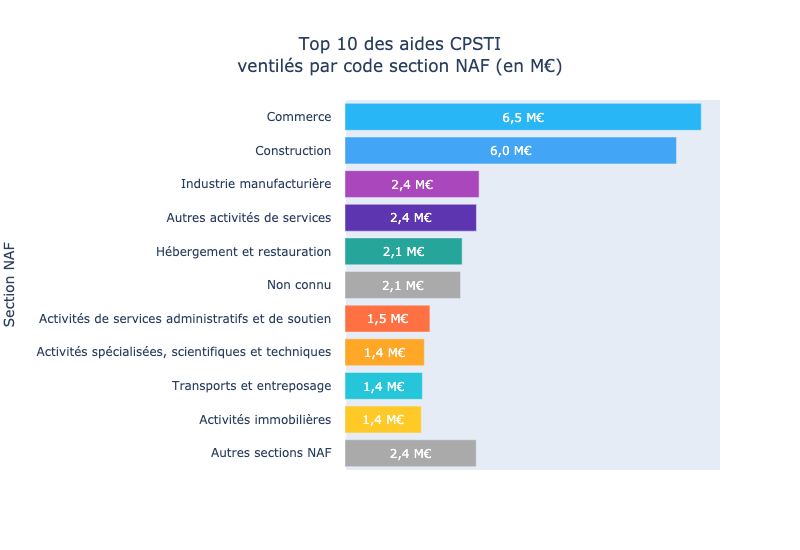 Top 10 des aides CPSTI
ventilés par code section NAF (en M€)
Section NAF
Commerce 6,5 M€
Construction 6,0 M€
Industrie manufacturière 2,4 M€
Autres activités de services 2,4 M€
Hébergement et restauration 2,1 M€
Non connu 2,1 M€
Activités de services administratifs et de soutien 1,5 M€
Activités spécialisées, scientifiques et techniques 1,4 M€
Transports et entreposage 1,4 M€
Activités immobilières 1,4 M€
Autres sections NAF 2,4 M€